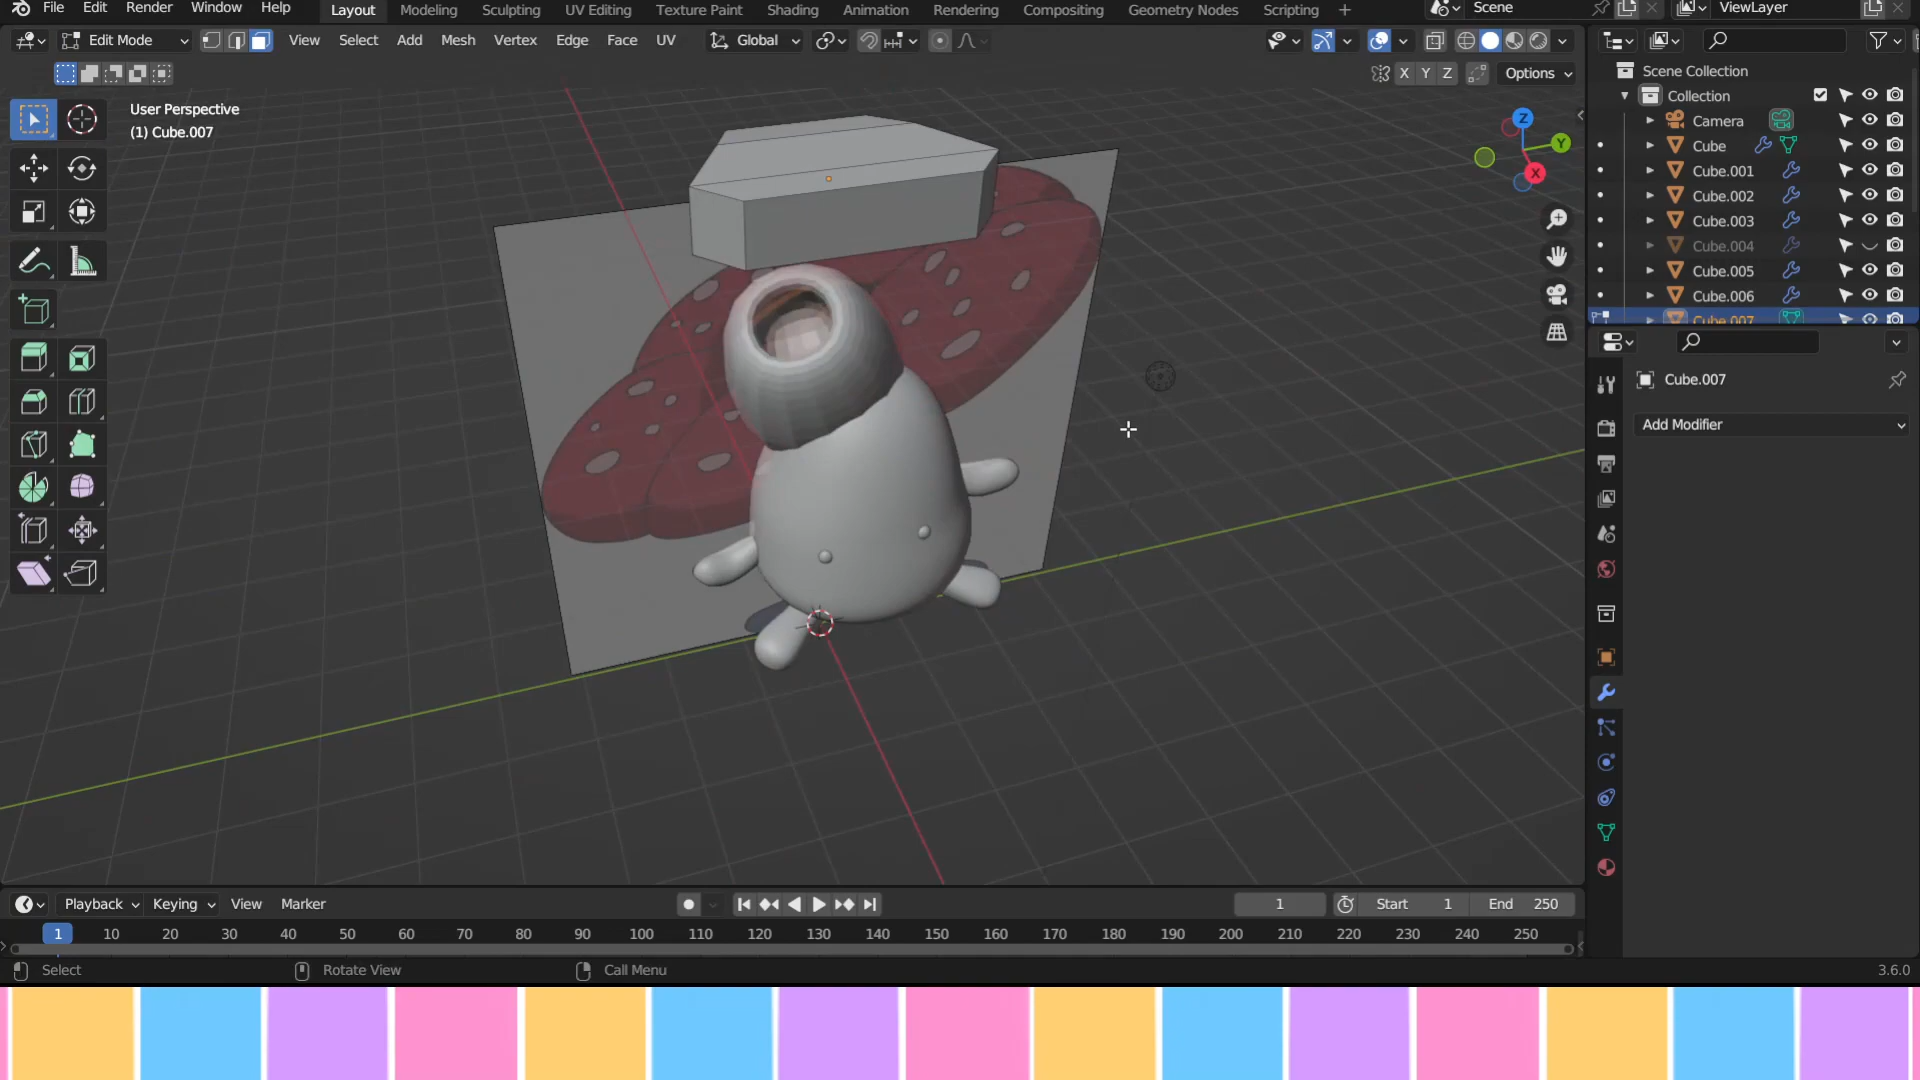 File Edit Render Window Help Layout Modeling Sculpting UV Editing Texture Paint Shading Animation Rendering Compositing Geometry Nodes Scripting + Scene ViewLayer
Edit Mode View Select Add Mesh Vertex Edge Face UV Global
X Y Z Options
User Perspective
(1) Cube.007
Z
Y
X
Scene Collection
Collection
Camera
Cube
Cube.001
Cube.002
Cube.003
Cube.004
Cube.005
Cube.006
Cube.007
Cube.007
Add Modifier
Playback Keying View Marker 1 Start 1 End 250
1 10 20 30 40 50 60 70 80 90 100 110 120 130 140 150 160 170 180 190 200 210 220 230 240 250
Select Rotate View Call Menu 3.6.0